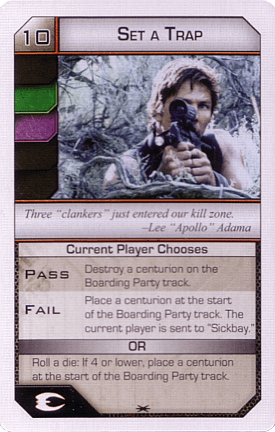 10
Set a Trap
Three “clankers” just entered our kill zone.
–Lee “Apollo” Adama
Current Player Chooses
Pass
Destroy a centurion on the
Boarding Party track.
Fail
Place a centurion at the start
of the Boarding Party track. The
current player is sent to “Sickbay.”
OR
Roll a die: If 4 or lower, place a centurion
at the start of the Boarding Party track.